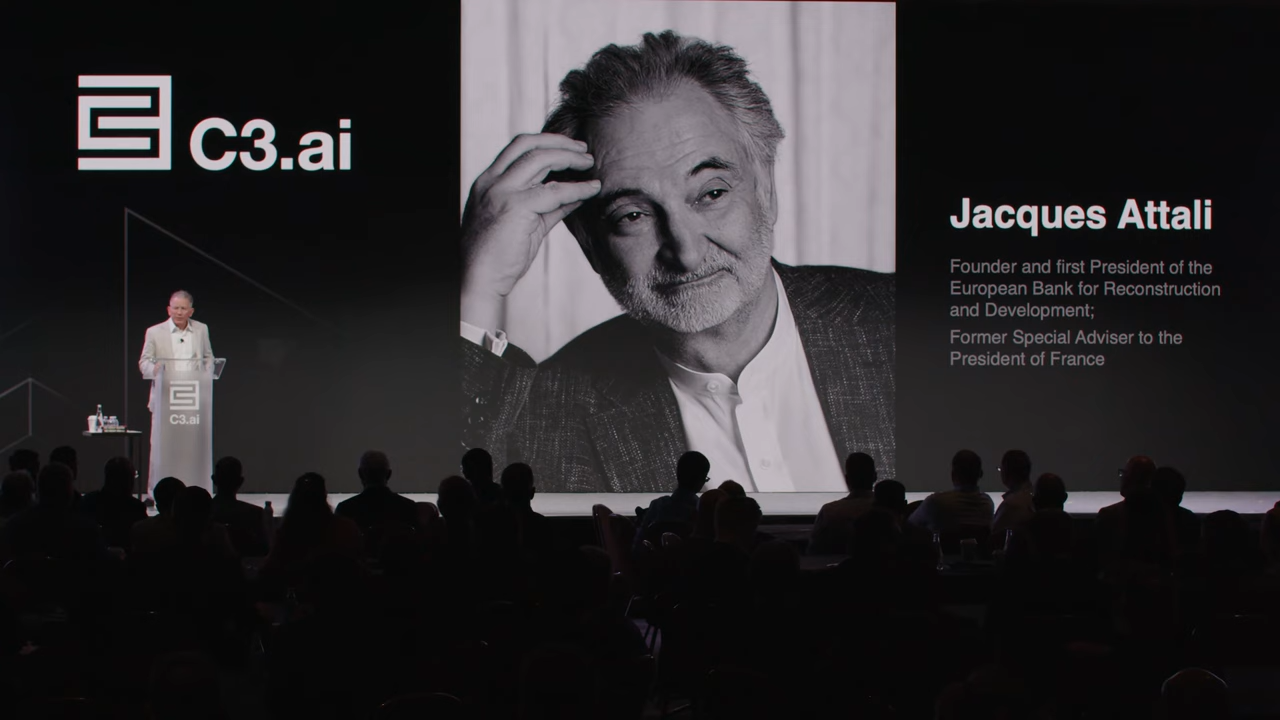 C3.ai
Jacques Attali
Founder and first President of the
European Bank for Reconstruction
and Development;
Former Special Adviser to the
President of France
C3.ai